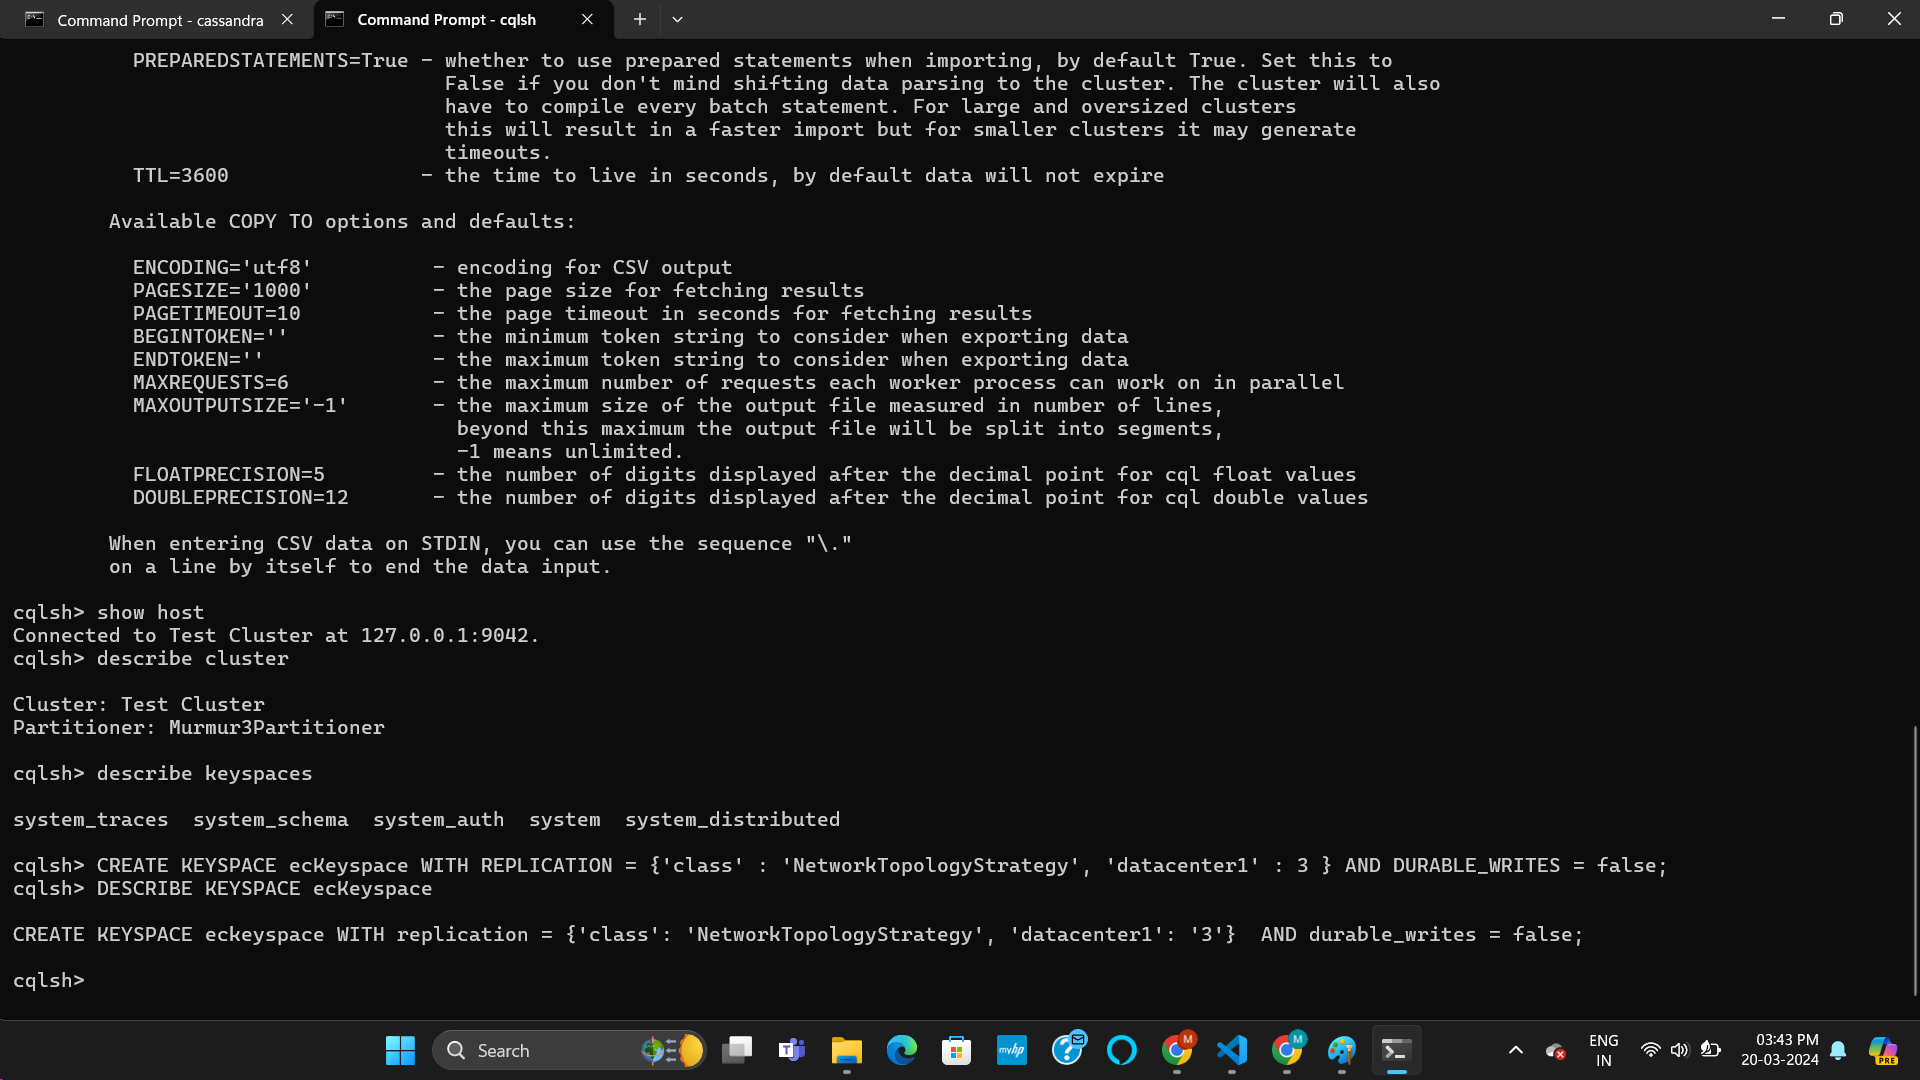 Command Prompt - cassandra
Command Prompt - cqlsh
PREPAREDSTATEMENTS=True - whether to use prepared statements when importing, by default True. Set this to
False if you don't mind shifting data parsing to the cluster. The cluster will also
have to compile every batch statement. For large and oversized clusters
this will result in a faster import but for smaller clusters it may generate
timeouts.
TTL=3600 - the time to live in seconds, by default data will not expire
Available COPY TO options and defaults:
ENCODING='utf8' - encoding for CSV output
PAGESIZE='1000' - the page size for fetching results
PAGETIMEOUT=10 - the page timeout in seconds for fetching results
BEGINTOKEN='' - the minimum token string to consider when exporting data
ENDTOKEN='' - the maximum token string to consider when exporting data
MAXREQUESTS=6 - the maximum number of requests each worker process can work on in parallel
MAXOUTPUTSIZE='-1' - the maximum size of the output file measured in number of lines,
beyond this maximum the output file will be split into segments,
-1 means unlimited.
FLOATPRECISION=5 - the number of digits displayed after the decimal point for cql float values
DOUBLEPRECISION=12 - the number of digits displayed after the decimal point for cql double values
When entering CSV data on STDIN, you can use the sequence "\."
on a line by itself to end the data input.
cqlsh> show host
Connected to Test Cluster at 127.0.0.1:9042.
cqlsh> describe cluster
Cluster: Test Cluster
Partitioner: Murmur3Partitioner
cqlsh> describe keyspaces
system_traces system_schema system_auth system system_distributed
cqlsh> CREATE KEYSPACE ecKeyspace WITH REPLICATION = {'class' : 'NetworkTopologyStrategy', 'datacenter1' : 3 } AND DURABLE_WRITES = false;
cqlsh> DESCRIBE KEYSPACE ecKeyspace
CREATE KEYSPACE eckeyspace WITH replication = {'class': 'NetworkTopologyStrategy', 'datacenter1': '3'} AND durable_writes = false;
cqlsh>
Search
myhp
M
M
ENG
IN
03:43 PM
20-03-2024
PRE